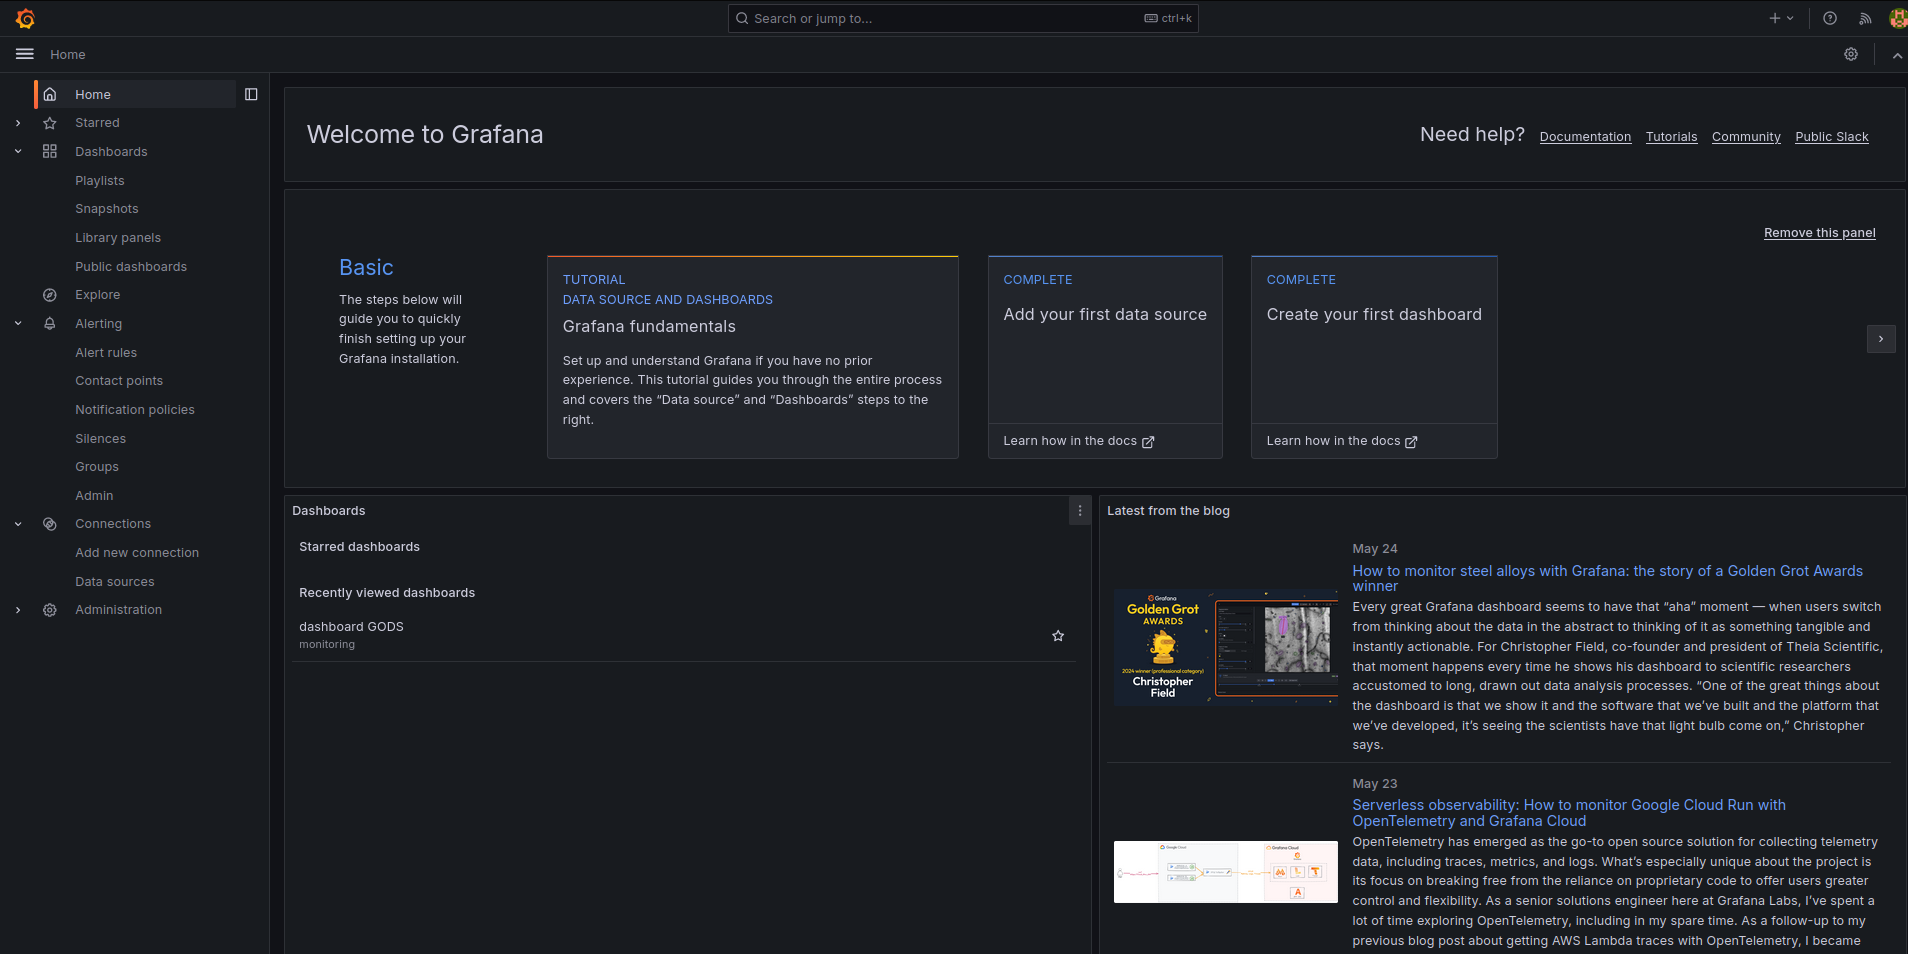 Search or jump to...
ctrl+k
Home
Home
Starred
Dashboards
Playlists
Snapshots
Library panels
Public dashboards
Explore
Alerting
Alert rules
Contact points
Notification policies
Silences
Groups
Admin
Connections
Add new connection
Data sources
Administration
Welcome to Grafana
Need help?
Documentation
Tutorials
Community
Public Slack
Remove this panel
Basic
The steps below will
guide you to quickly
finish setting up your
Grafana installation.
TUTORIAL
DATA SOURCE AND DASHBOARDS
Grafana fundamentals
Set up and understand Grafana if you have no prior
experience. This tutorial guides you through the entire process
and covers the “Data source” and “Dashboards” steps to the
right.
COMPLETE
Add your first data source
Learn how in the docs
COMPLETE
Create your first dashboard
Learn how in the docs
Dashboards
Starred dashboards
Recently viewed dashboards
dashboard GODS
monitoring
Latest from the blog
Grafana
Golden Grot
AWARDS
2024 winner (professional category)
Christopher
Field
May 24
How to monitor steel alloys with Grafana: the story of a Golden Grot Awards
winner
Every great Grafana dashboard seems to have that “aha” moment — when users switch
from thinking about the data in the abstract to thinking of it as something tangible and
instantly actionable. For Christopher Field, co-founder and president of Theia Scientific,
that moment happens every time he shows his dashboard to scientific researchers
accustomed to long, drawn out data analysis processes. “One of the great things about
the dashboard is that we show it and the software that we’ve built and the platform that
we’ve developed, it’s seeing the scientists have that light bulb come on,” Christopher
says.
Google Cloud
Grafana Cloud
May 23
Serverless observability: How to monitor Google Cloud Run with
OpenTelemetry and Grafana Cloud
OpenTelemetry has emerged as the go-to open source solution for collecting telemetry
data, including traces, metrics, and logs. What’s especially unique about the project is
its focus on breaking free from the reliance on proprietary code to offer users greater
control and flexibility. As a senior solutions engineer here at Grafana Labs, I’ve spent a
lot of time exploring OpenTelemetry, including in my spare time. As a follow-up to my
previous blog post about getting AWS Lambda traces with OpenTelemetry, I became